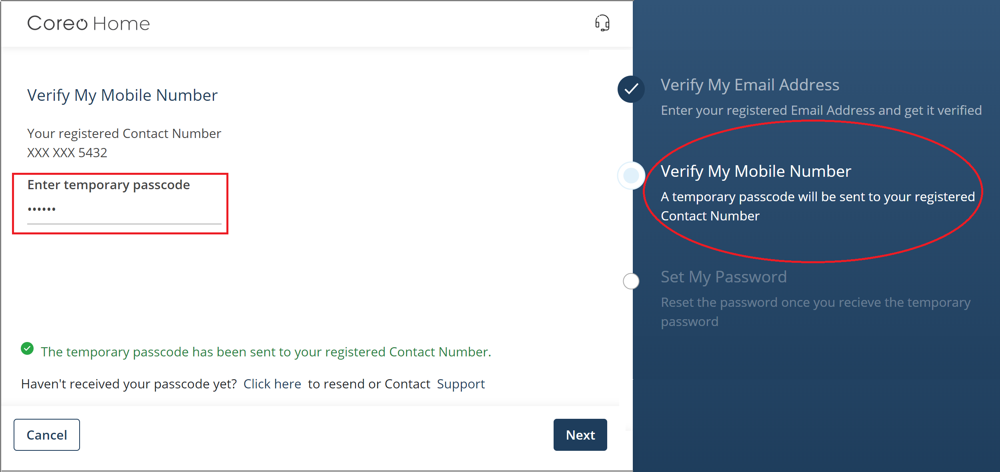 Coreo Home
Verify My Mobile Number
Your registered Contact Number
XXX XXX 5432
Enter temporary passcode
••••••
The temporary passcode has been sent to your registered Contact Number.
Haven't received your passcode yet? Click here to resend or Contact Support
Cancel
Next
Verify My Email Address
Enter your registered Email Address and get it verified
Verify My Mobile Number
A temporary passcode will be sent to your registered
Contact Number
Set My Password
Reset the password once you recieve the temporary
password